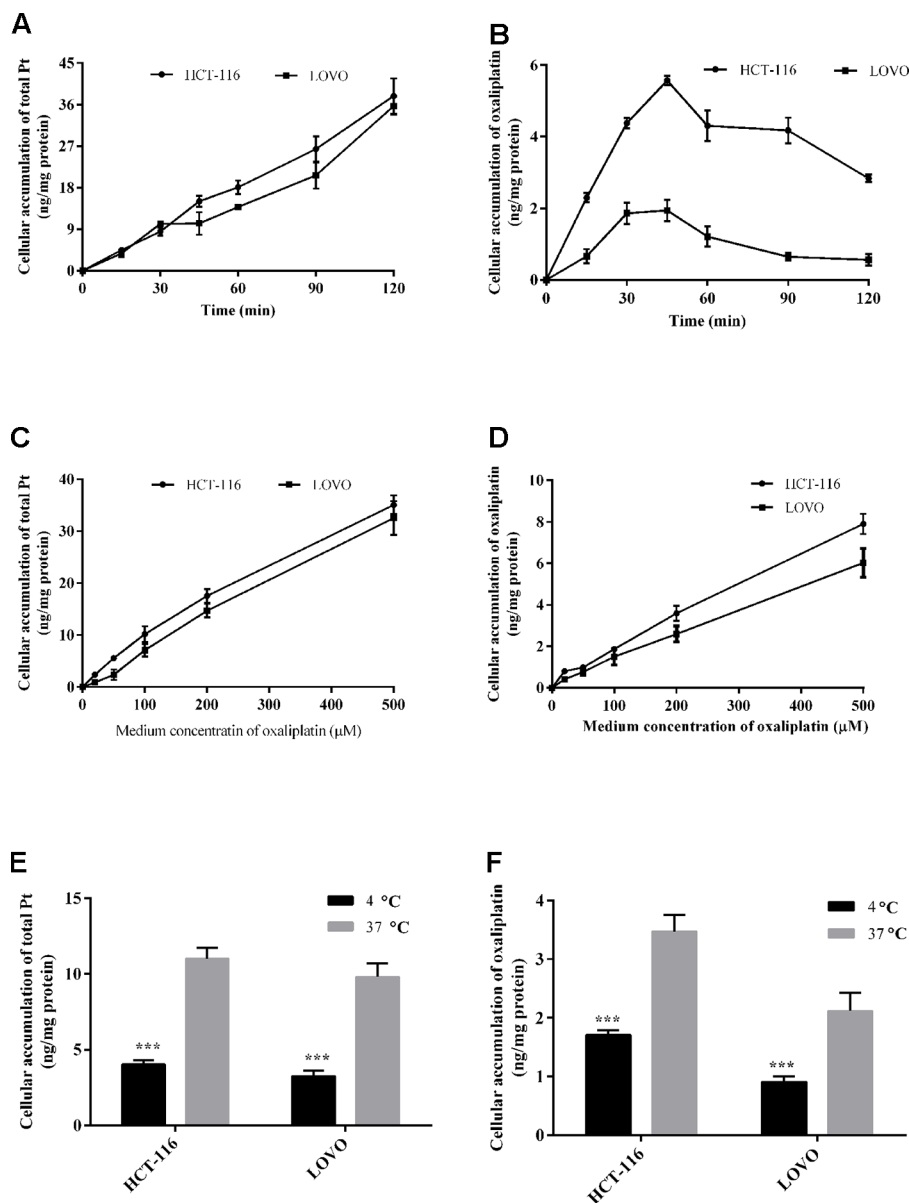 A
Cellular accumulation of total Pt
(ng/mg protein)
45
36
27
18
9
0
HCT-116
LOVO
0 30 60 90 120
Time (min)
B
Cellular accumulation of oxaliplatin
(ng/mg protein)
6
4
2
0
HCT-116
LOVO
0 30 60 90 120
Time (min)
C
Cellular accumulation of total Pt
(ng/mg protein)
40
30
20
10
0
HCT-116
LOVO
0 100 200 300 400 500
Medium concentratin of oxaliplatin (μM)
D
Cellular accumulation of oxaliplatin
(ng/mg protein)
10
8
6
4
2
0
HCT-116
LOVO
0 100 200 300 400 500
Medium concentration of oxaliplatin (μM)
E
Cellular accumulation of total Pt
(ng/mg protein)
15
10
5
0
4 °C
37 °C
***
***
HCT-116
LOVO
F
Cellular accumulation of oxaliplatin
(ng/mg protein)
4
3
2
1
0
4 °C
37 °C
***
***
HCT-116
LOVO